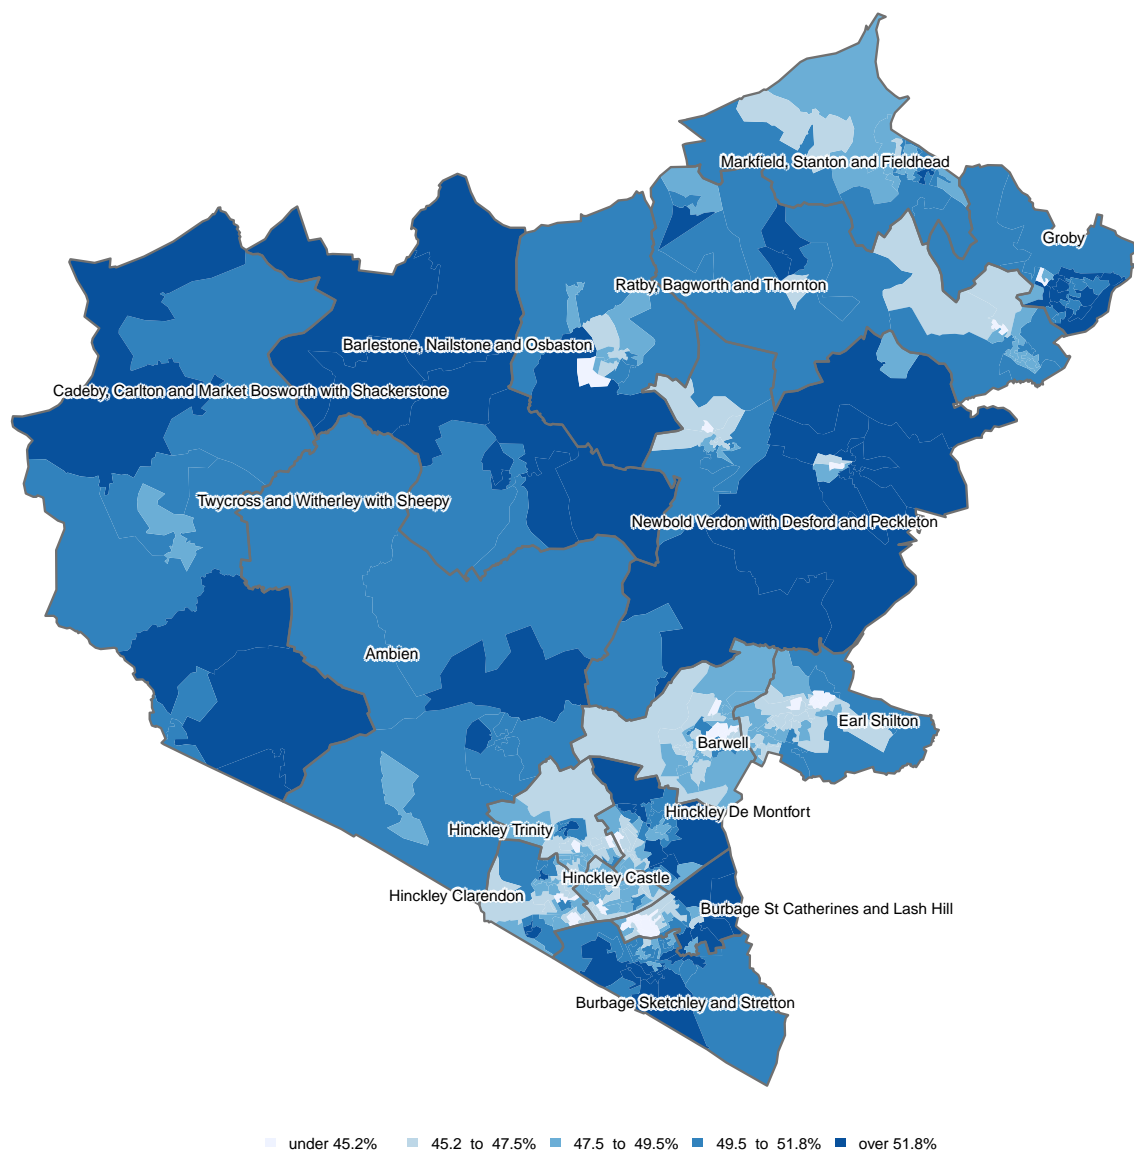 Markfield, Stanton and Fieldhead
Groby
Ratby, Bagworth and Thornton
Barlestone, Nailstone and Osbaston
Cadeby, Carlton and Market Bosworth with Shackerstone
Twycross and Witherley with Sheepy
Newbold Verdon with Desford and Peckleton
Ambien
Earl Shilton
Barwell
Hinckley De Montfort
Hinckley Trinity
Hinckley Castle
Hinckley Clarendon
Burbage St Catherines and Lash Hill
Burbage Sketchley and Stretton
under 45.2% 45.2 to 47.5% 47.5 to 49.5% 49.5 to 51.8% over 51.8%